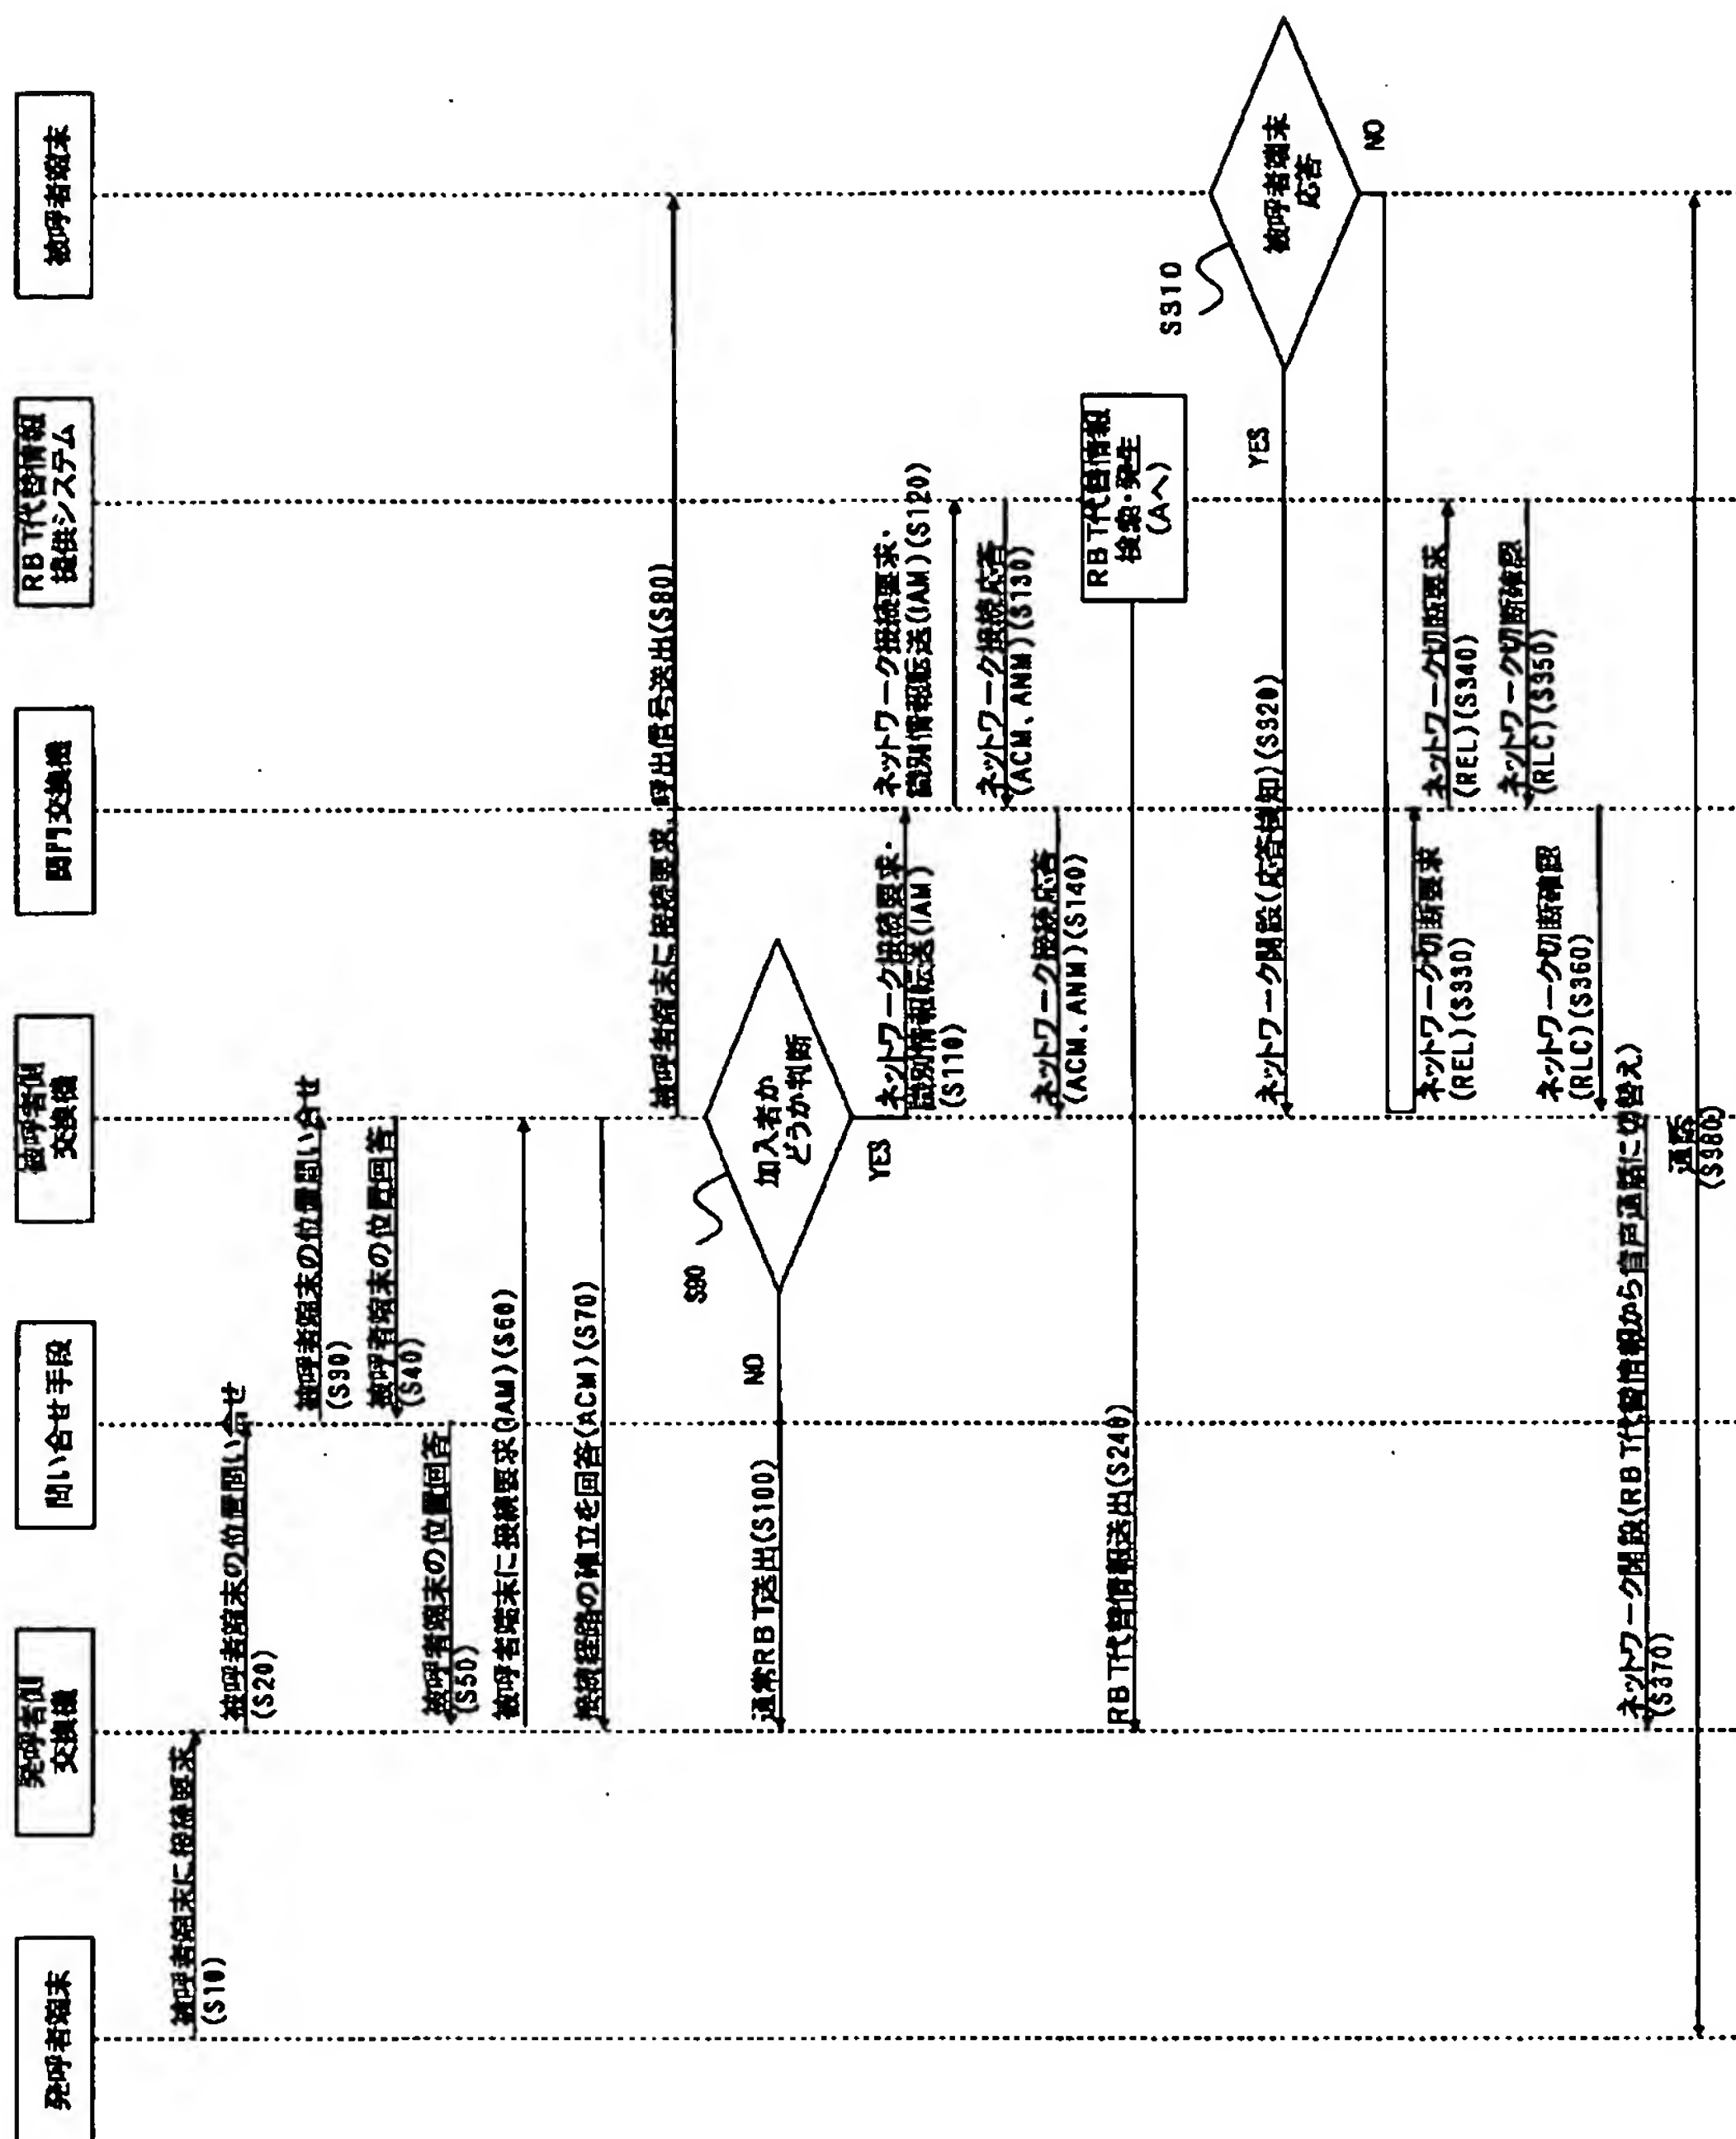 発呼者端末
発呼者側
交換機
問い合せ手段
被呼者側
交換機
関門交換機
RBT代替情報
提供システム
被呼者端末
被呼者端末に接続要求
(S10)
被呼者端末の位置問い合せ
(S20)
被呼者端末の位置問い合せ
(S30)
被呼者端末の位置回答
(S40)
被呼者端末の位置回答
(S50)
被呼者端末に接続要求(IAM)(S60)
接続経路の確立を回答(ACM)(S70)
被呼者端末に接続要求、呼出信号送出(S80)
S90
加入者か
どうか判断
NO
YES
通常RBT送出(S100)
ネットワーク接続要求・
識別情報転送(IAM)
(S110)
ネットワーク接続要求・
識別情報転送(IAM)(S120)
ネットワーク接続応答
(ACM、ANM)(S130)
ネットワーク接続応答
(ACM、ANM)(S140)
RBT代替情報
検索・発生
(Aへ)
RBT代替情報送出(S240)
S310
被呼者端末
応答
YES
NO
ネットワーク開設(応答検知)(S320)
ネットワーク切断要求
(REL)(S330)
ネットワーク切断要求
(REL)(S340)
ネットワーク切断確認
(RLC)(S350)
ネットワーク切断確認
(RLC)(S360)
ネットワーク開設(RBT代替情報から音声通話に切替え)
(S370)
通話
(S380)